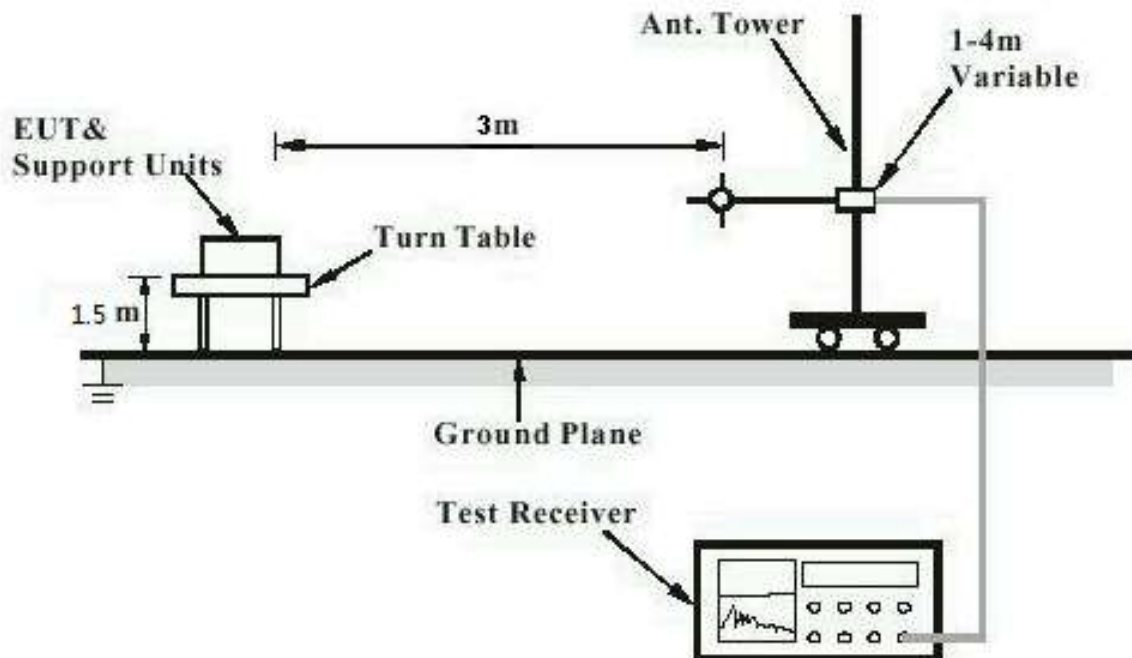 Ant. Tower
1-4m
Variable
EUT&
Support Units
3m
Turn Table
1.5 m
Ground Plane
Test Receiver